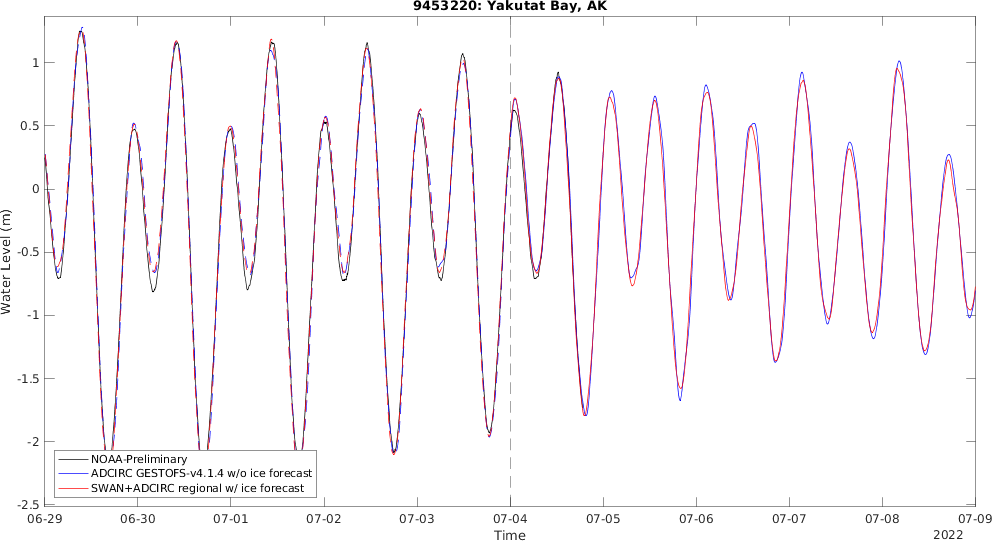 9453220: Yakutat Bay, AK
Water Level (m)
1
0.5
0
-0.5
-1
-1.5
-2
-2.5
NOAA-Preliminary
ADCIRC GESTOFS-v4.1.4 w/o ice forecast
SWAN+ADCIRC regional w/ ice forecast
06-29 06-30 07-01 07-02 07-03 07-04 07-05 07-06 07-07 07-08 07-09
Time
2022